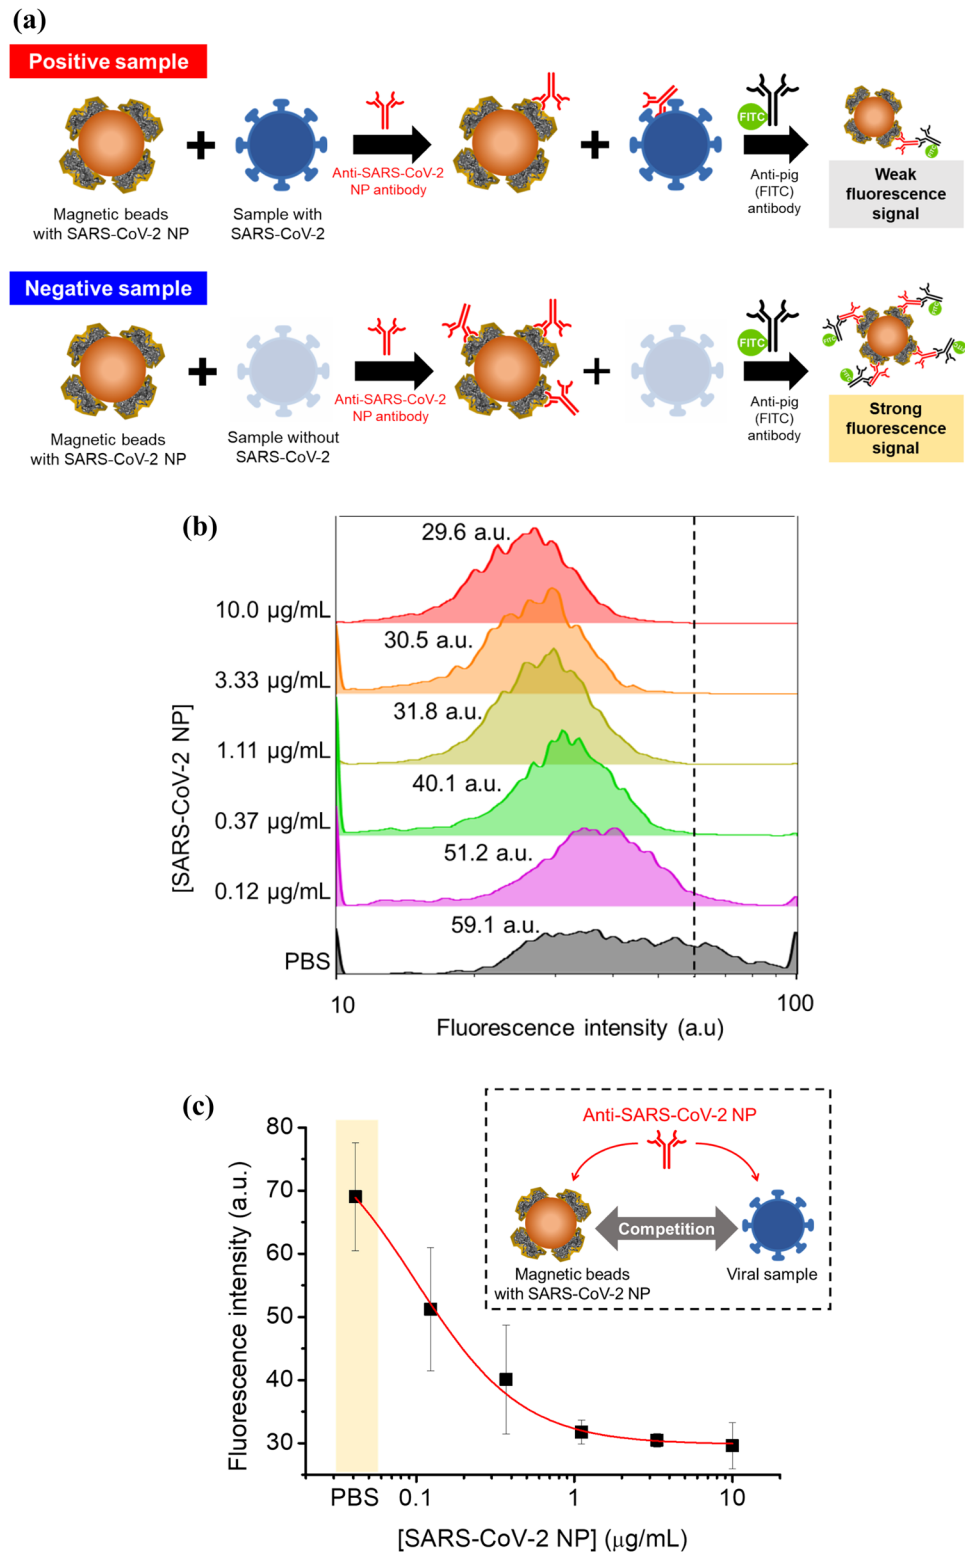 (a)
Positive sample
FITC
Anti-SARS-CoV-2
NP antibody
Anti-pig
(FITC)
antibody
FITC
Magnetic beads
with SARS-CoV-2 NP
Sample with
SARS-CoV-2
Weak
fluorescence
signal
Negative sample
FITC
Anti-SARS-CoV-2
NP antibody
Anti-pig
(FITC)
antibody
FITC
FITC
FITC
FITC
Magnetic beads
with SARS-CoV-2 NP
Sample without
SARS-CoV-2
Strong
fluorescence
signal
(b)
[SARS-CoV-2 NP]
29.6 a.u.
10.0 µg/mL
30.5 a.u.
3.33 µg/mL
31.8 a.u.
1.11 µg/mL
40.1 a.u.
0.37 µg/mL
51.2 a.u.
0.12 µg/mL
59.1 a.u.
PBS
10
100
Fluorescence intensity (a.u)
(c)
Fluorescence intensity (a.u.)
80
70
60
50
40
30
Anti-SARS-CoV-2 NP
Competition
Magnetic beads
with SARS-CoV-2 NP
Viral sample
PBS
0.1
1
10
[SARS-CoV-2 NP] (µg/mL)